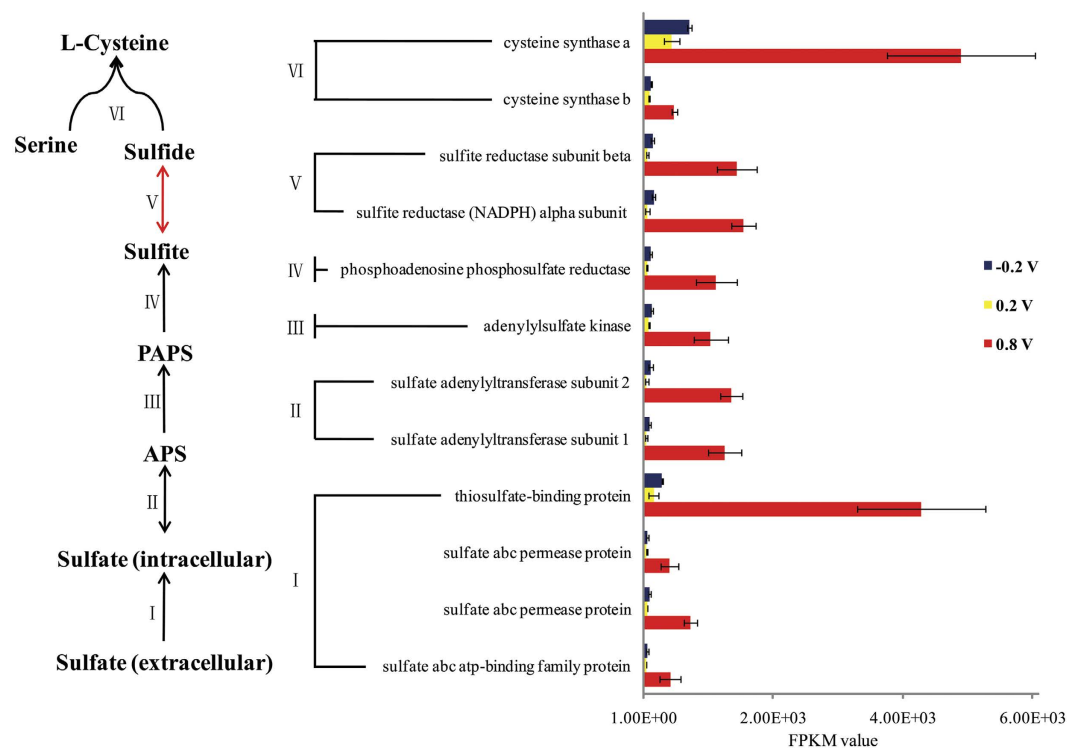 L-Cysteine
VI
Serine
Sulfide
V
Sulfite
IV
PAPS
III
APS
II
Sulfate (intracellular)
I
Sulfate (extracellular)
VI
cysteine synthase a
cysteine synthase b
V
sulfite reductase subunit beta
sulfite reductase (NADPH) alpha subunit
IV
phosphoadenosine phosphosulfate reductase
III
adenylylsulfate kinase
II
sulfate adenylyltransferase subunit 2
sulfate adenylyltransferase subunit 1
I
thiosulfate-binding protein
sulfate abc permease protein
sulfate abc permease protein
sulfate abc atp-binding family protein
-0.2 V
0.2 V
0.8 V
1.00E+00 2.00E+03 4.00E+03 6.00E+03
FPKM value